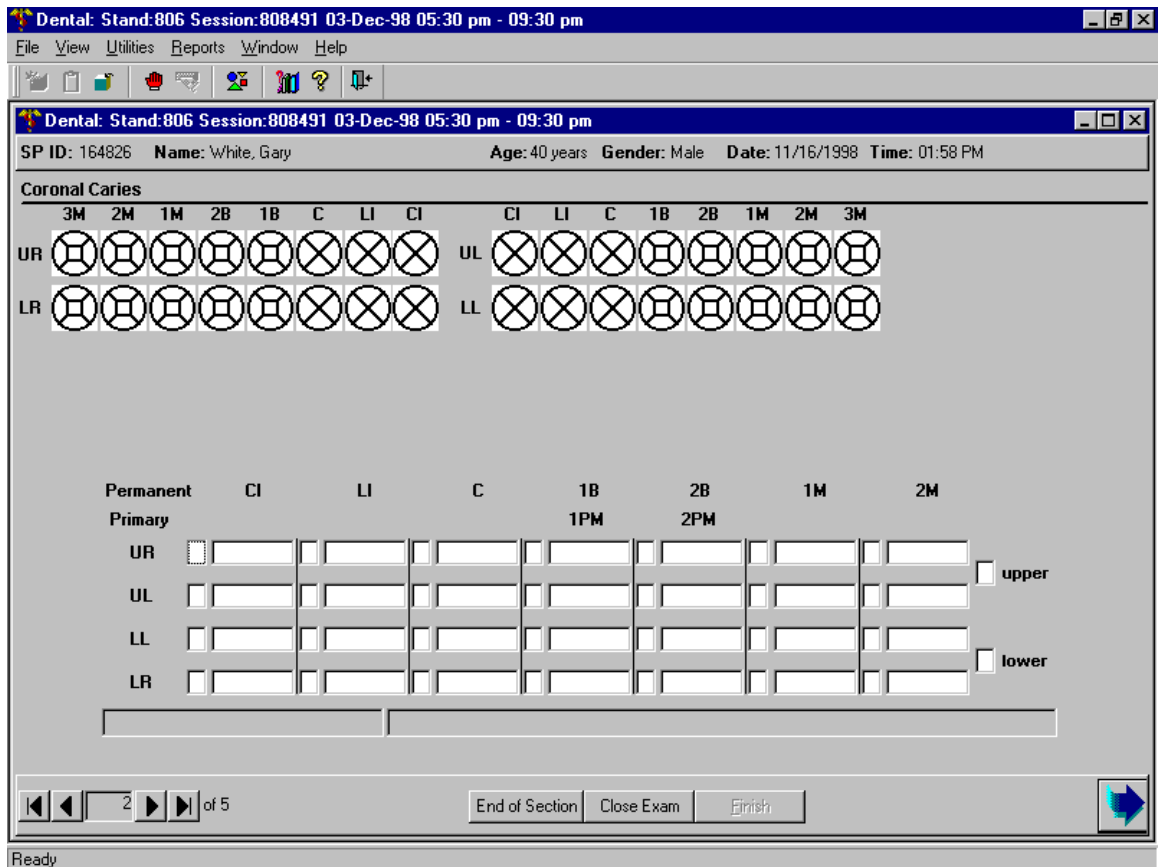 Dental: Stand:806 Session:808491 03-Dec-98 05:30 pm - 09:30 pm
File View Utilities Reports Window Help
Dental: Stand:806 Session:808491 03-Dec-98 05:30 pm - 09:30 pm
SP ID: 164826 Name: White, Gary Age: 40 years Gender: Male Date: 11/16/1998 Time: 01:58 PM
Coronal Caries
3M 2M 1M 2B 1B C LI CI CI LI C 1B 2B 1M 2M 3M
UR UL
LR LL
Permanent CI LI C 1B 2B 1M 2M
Primary 1PM 2PM
UR
upper
UL
LL
lower
LR
2 of 5 End of Section Close Exam Finish
Ready